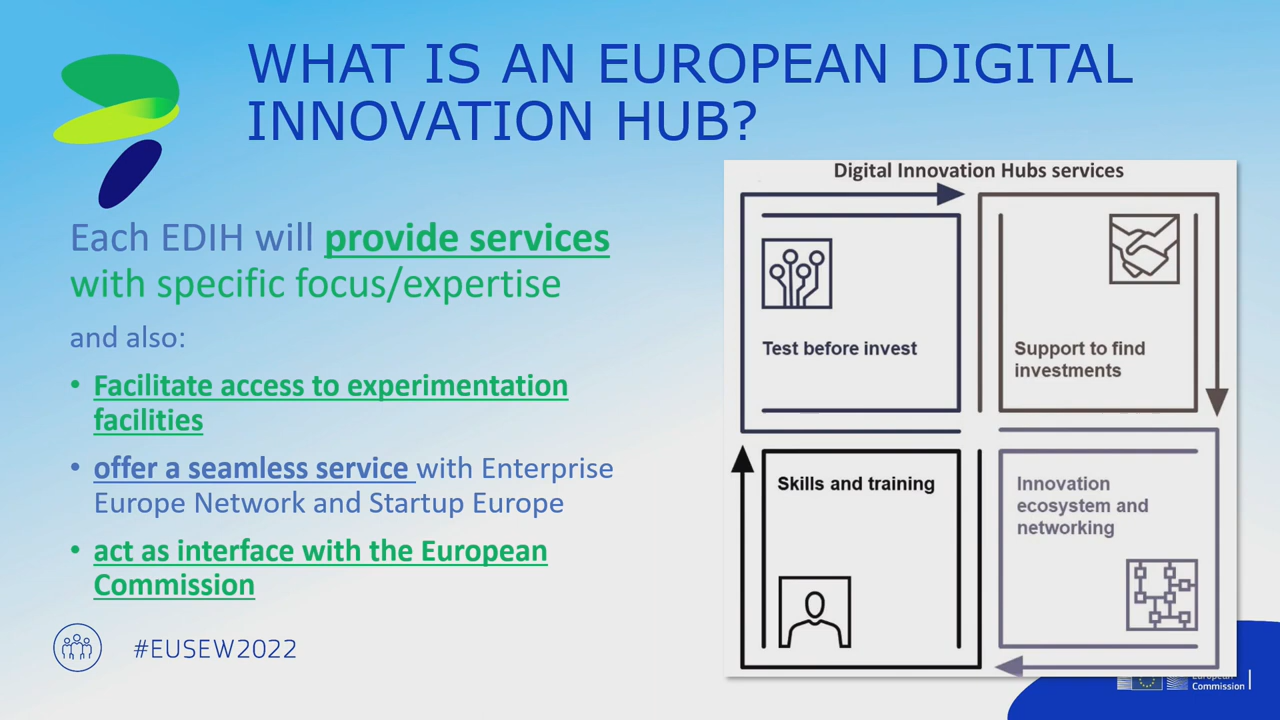 WHAT IS AN EUROPEAN DIGITAL
INNOVATION HUB?
Each EDIH will provide services
with specific focus/expertise
and also:
• Facilitate access to experimentation
facilities
• offer a seamless service with Enterprise
Europe Network and Startup Europe
• act as interface with the European
Commission
#EUSEW2022
Digital Innovation Hubs services
Test before invest
Support to find
investments
Skills and training
Innovation
ecosystem and
networking
European
Commission